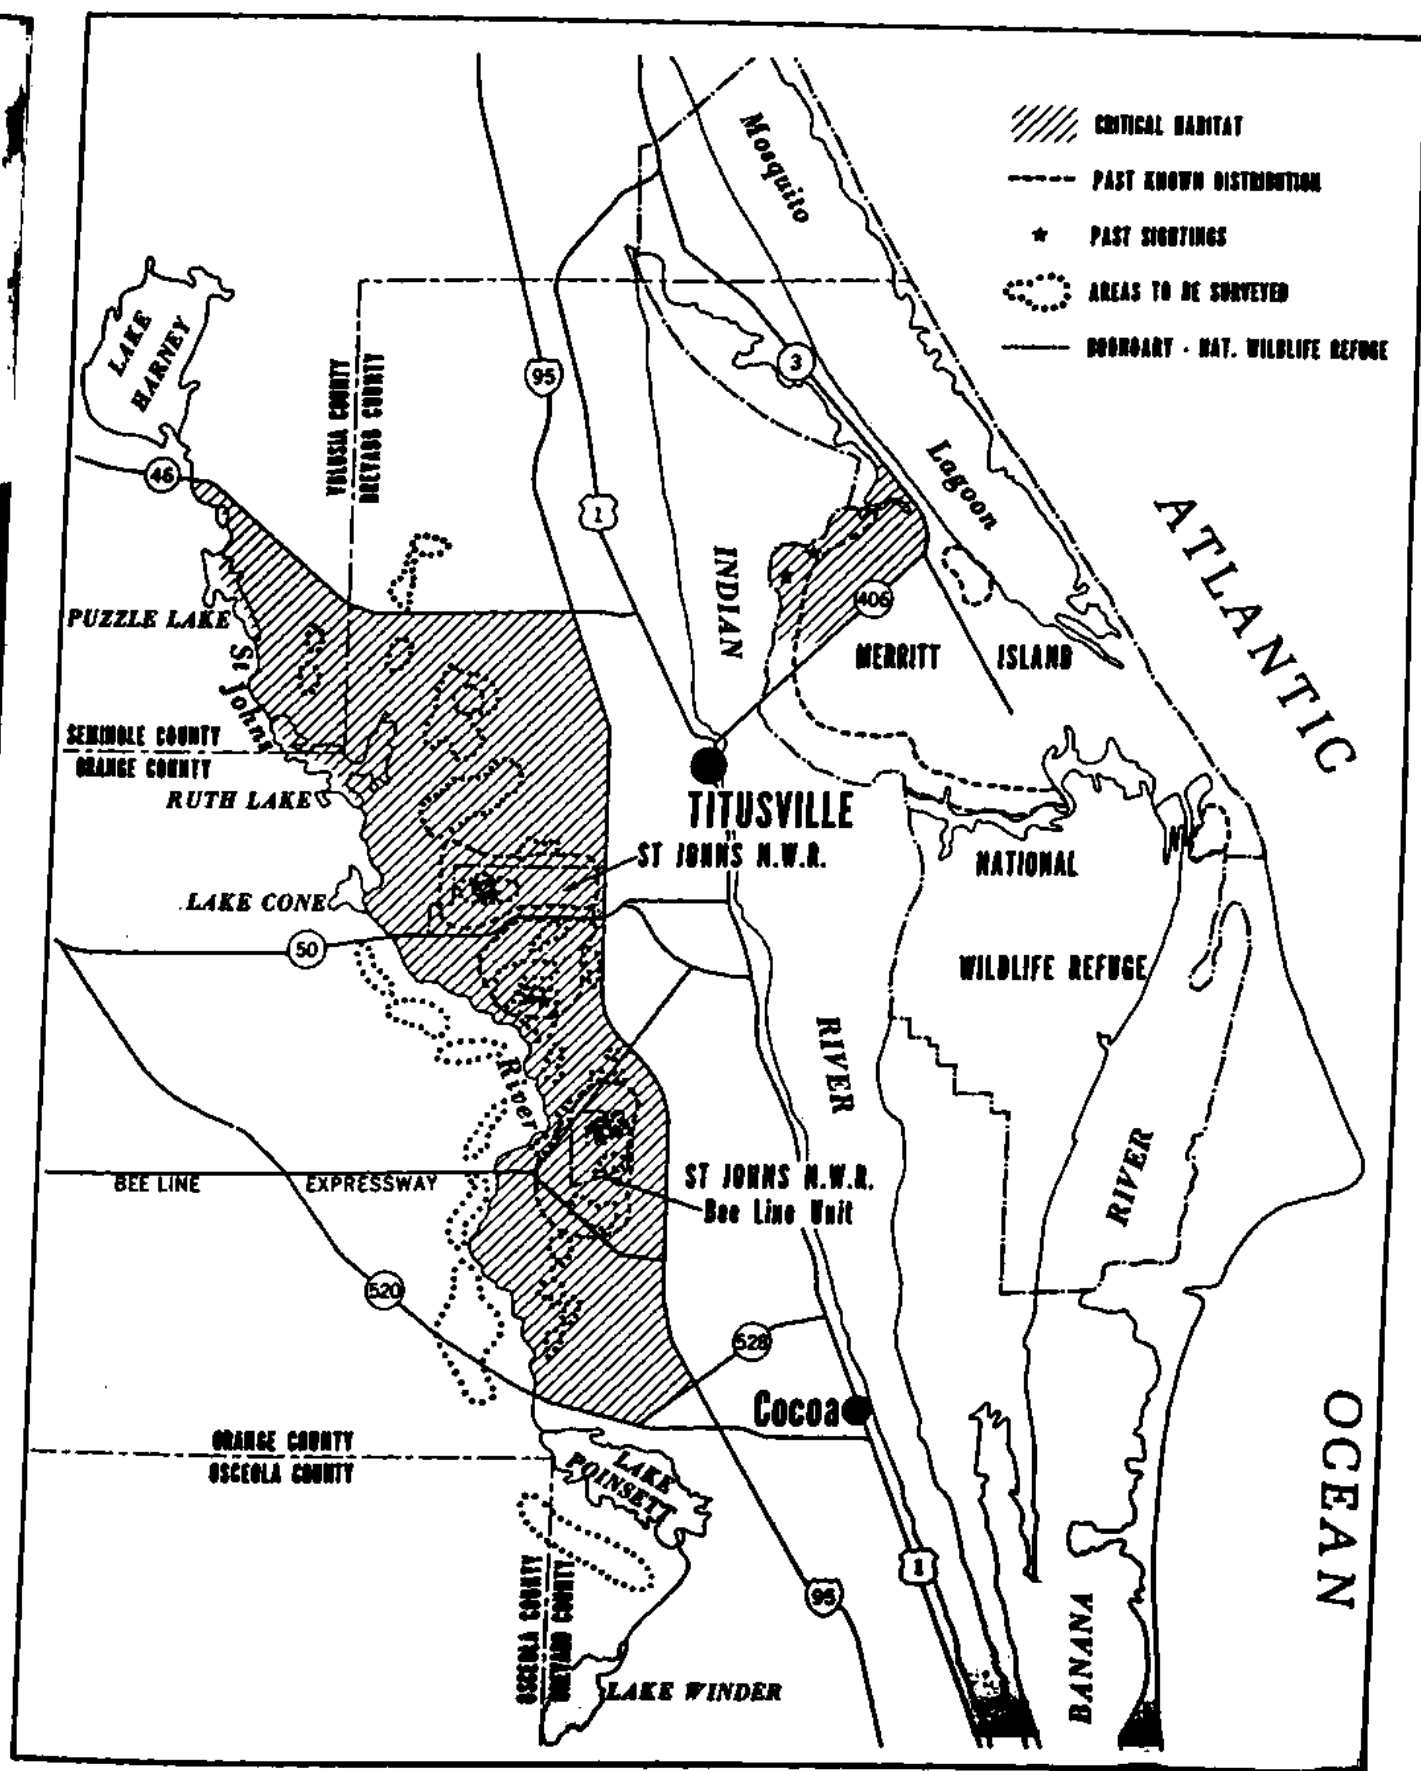 CRITICAL HABITAT
PAST KNOWN DISTRIBUTION
PAST SIGHTINGS
AREAS TO BE SURVEYED
BOUNDARY - NAT. WILDLIFE REFUGE
Mosquito
Lagoon
LAKE
HARNEY
VOLUSIA COUNTY
BREVARD COUNTY
95
3
46
1
ATLANTIC
INDIAN
406
PUZZLE LAKE
St Johns
MERRITT ISLAND
SEMINOLE COUNTY
ORANGE COUNTY
RUTH LAKE
TITUSVILLE
ST JOHNS N.W.R.
NATIONAL
LAKE CONE
50
WILDLIFE REFUGE
RIVER
River
RIVER
BEE LINE EXPRESSWAY
ST JOHNS N.W.R.
Bee Line Unit
520
528
Cocoa
OCEAN
ORANGE COUNTY
OSCEOLA COUNTY
LAKE
POINSETT
1
95
OSCEOLA COUNTY
BREVARD COUNTY
BANANA
LAKE WINDER